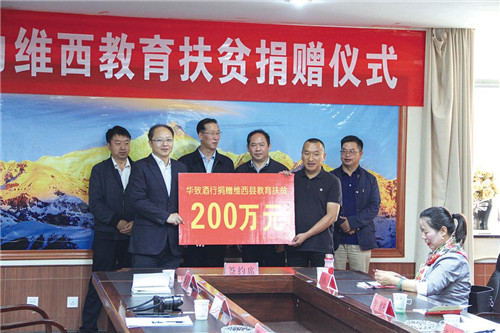 维西教育扶贫捐赠仪式
华致酒行捐赠维西县教育扶贫
200万元
签约席